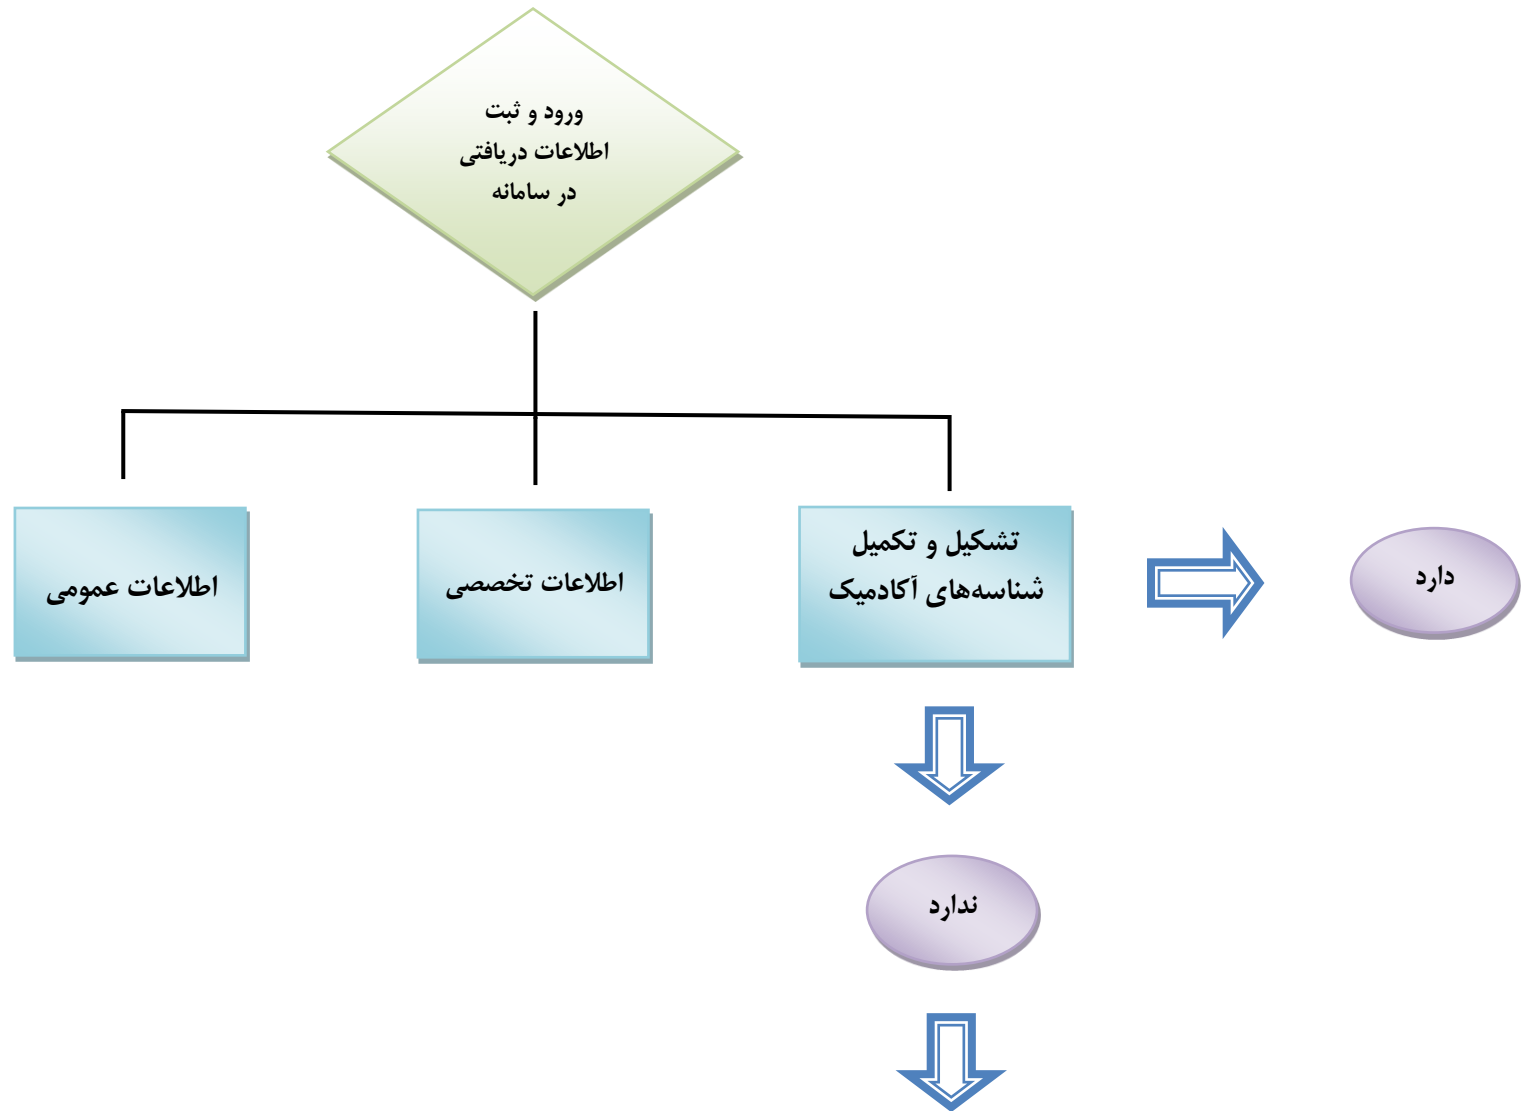 ورود و ثبت
اطلاعات دریافتی
در سامانه
تشکیل و تکمیل
شناسه‌های آکادمیک
اطلاعات تخصصی
اطلاعات عمومی
دارد
ندارد